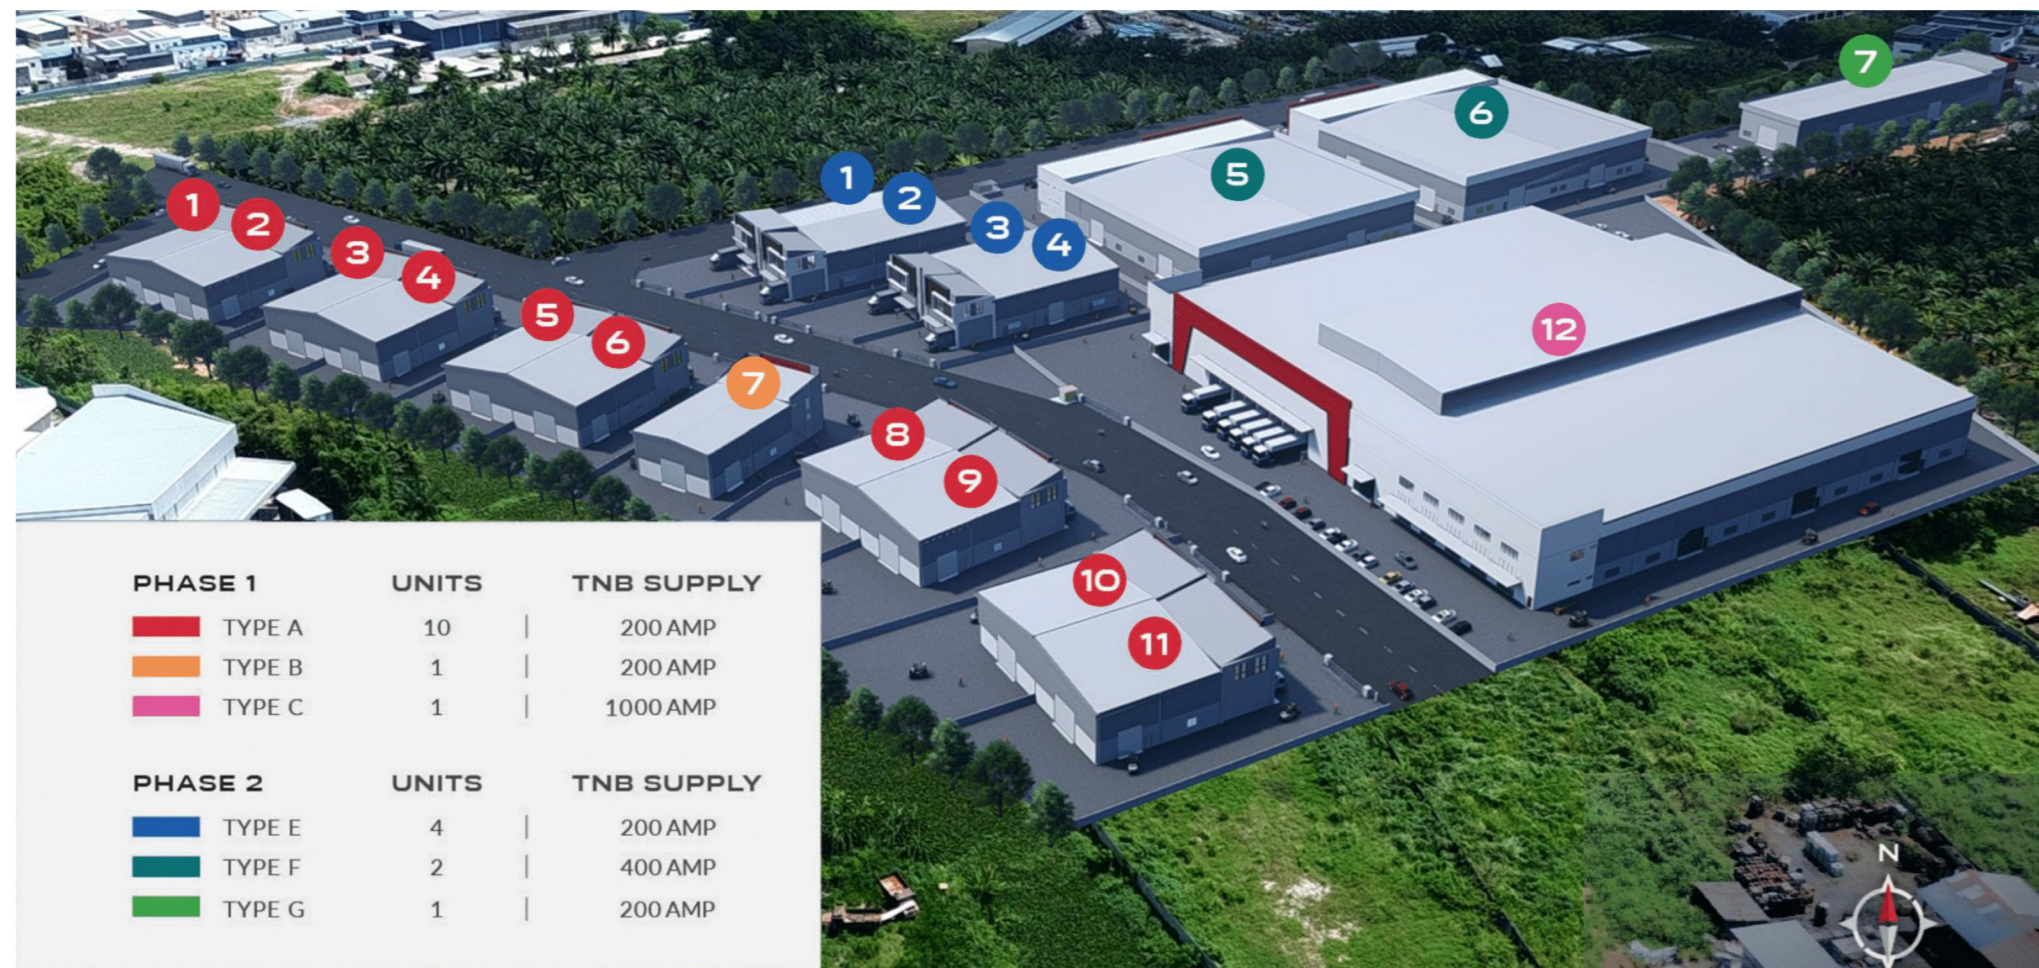 7
6
1
5
2
1
2
3
4
3
4
5
12
6
7
8
9
10
11
PHASE 1 UNITS TNB SUPPLY
TYPE A 10 | 200 AMP
TYPE B 1 | 200 AMP
TYPE C 1 | 1000 AMP
PHASE 2 UNITS TNB SUPPLY
TYPE E 4 | 200 AMP
TYPE F 2 | 400 AMP
TYPE G 1 | 200 AMP
N